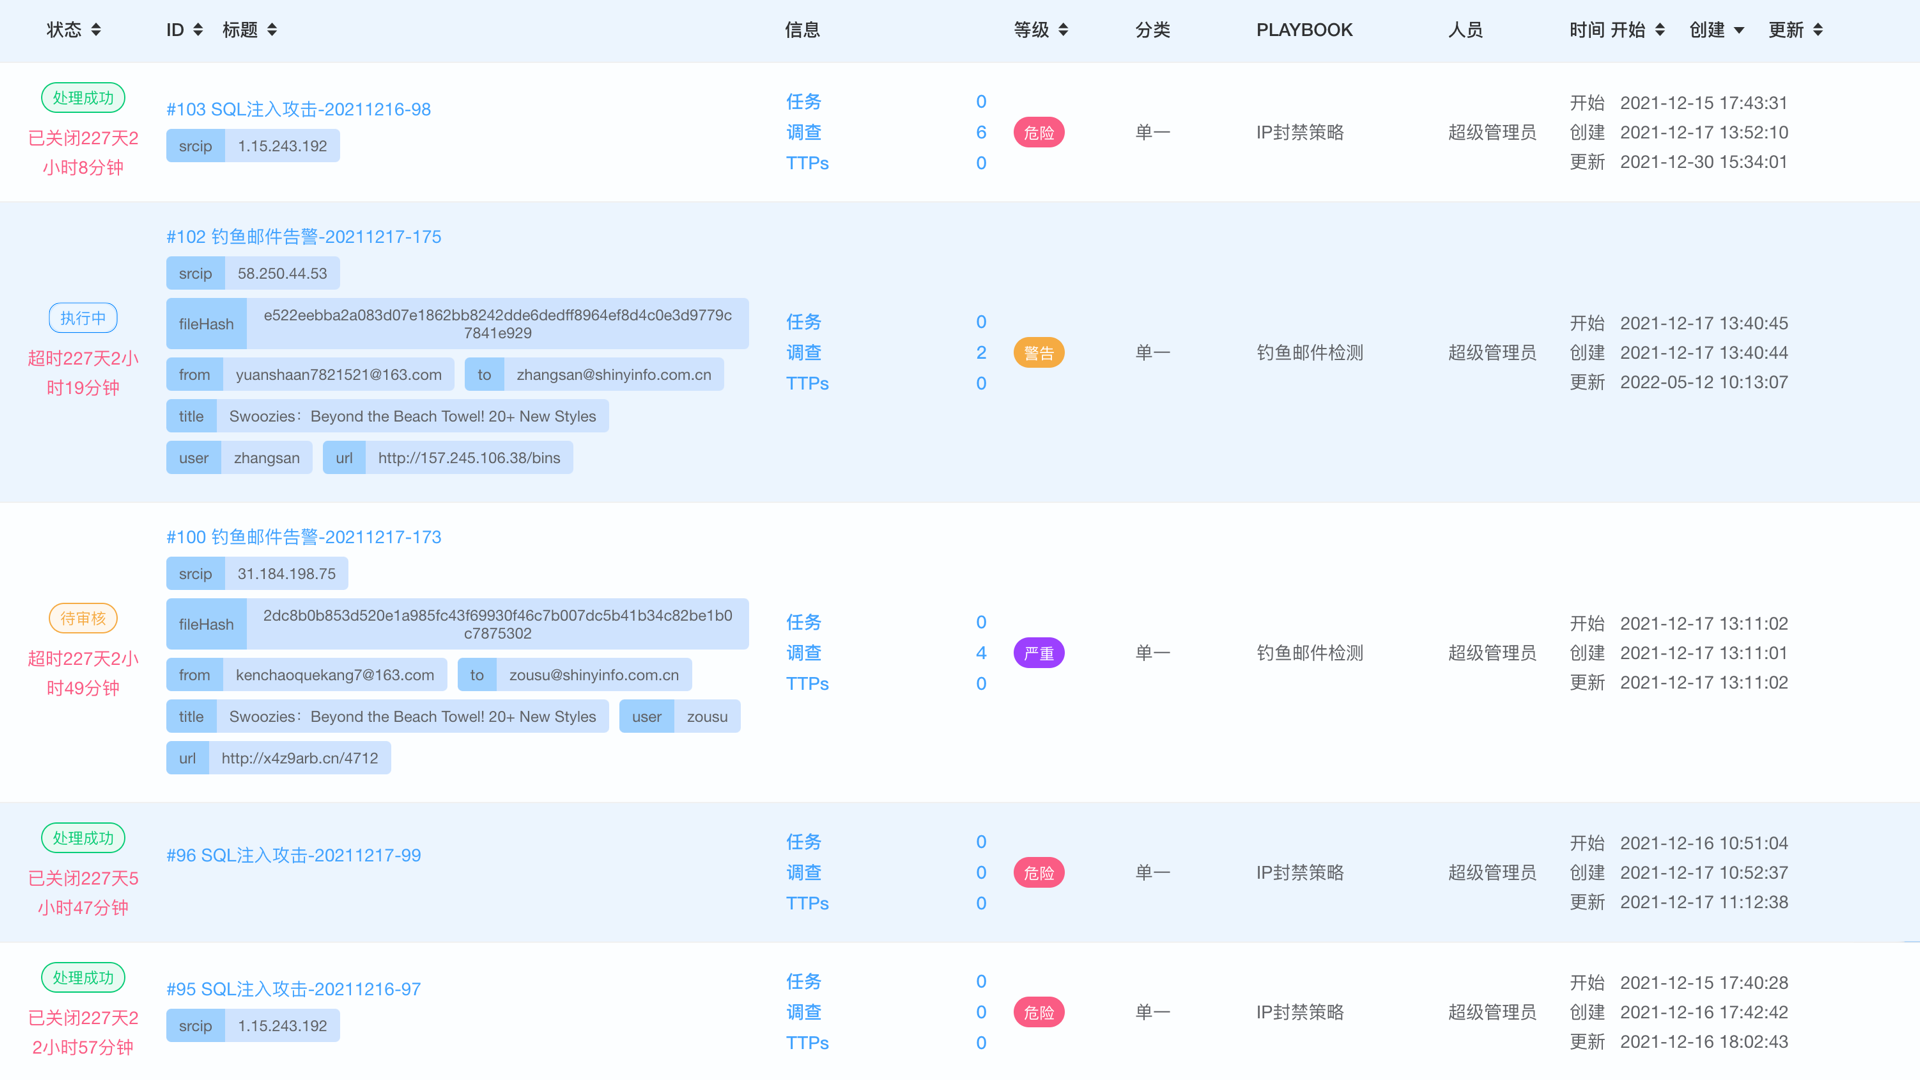 状态 ID 标题 信息 等级 分类 PLAYBOOK 人员 时间 开始 创建 更新
处理成功
已关闭227天2
小时8分钟
#103 SQL注入攻击-20211216-98
srcip 1.15.243.192
任务 0
调查 6
TTPs 0
危险
单一
IP封禁策略
超级管理员
开始 2021-12-15 17:43:31
创建 2021-12-17 13:52:10
更新 2021-12-30 15:34:01
执行中
超时227天2小
时19分钟
#102 钓鱼邮件告警-20211217-175
srcip 58.250.44.53
fileHash e522eebba2a083d07e1862bb8242dde6dedff8964ef8d4c0e3d9779c
7841e929
from yuanshaan7821521@163.com to zhangsan@shinyinfo.com.cn
title Swoozies：Beyond the Beach Towel! 20+ New Styles
user zhangsan url http://157.245.106.38/bins
任务 0
调查 2
TTPs 0
警告
单一
钓鱼邮件检测
超级管理员
开始 2021-12-17 13:40:45
创建 2021-12-17 13:40:44
更新 2022-05-12 10:13:07
待审核
超时227天2小
时49分钟
#100 钓鱼邮件告警-20211217-173
srcip 31.184.198.75
fileHash 2dc8b0b853d520e1a985fc43f69930f46c7b007dc5b41b34c82be1b0
c7875302
from kenchaoquekang7@163.com to zousu@shinyinfo.com.cn
title Swoozies：Beyond the Beach Towel! 20+ New Styles user zousu
url http://x4z9arb.cn/4712
任务 0
调查 4
TTPs 0
严重
单一
钓鱼邮件检测
超级管理员
开始 2021-12-17 13:11:02
创建 2021-12-17 13:11:01
更新 2021-12-17 13:11:02
处理成功
已关闭227天5
小时47分钟
#96 SQL注入攻击-20211217-99
任务 0
调查 0
TTPs 0
危险
单一
IP封禁策略
超级管理员
开始 2021-12-16 10:51:04
创建 2021-12-17 10:52:37
更新 2021-12-17 11:12:38
处理成功
已关闭227天2
2小时57分钟
#95 SQL注入攻击-20211216-97
srcip 1.15.243.192
任务 0
调查 0
TTPs 0
危险
单一
IP封禁策略
超级管理员
开始 2021-12-15 17:40:28
创建 2021-12-16 17:42:42
更新 2021-12-16 18:02:43